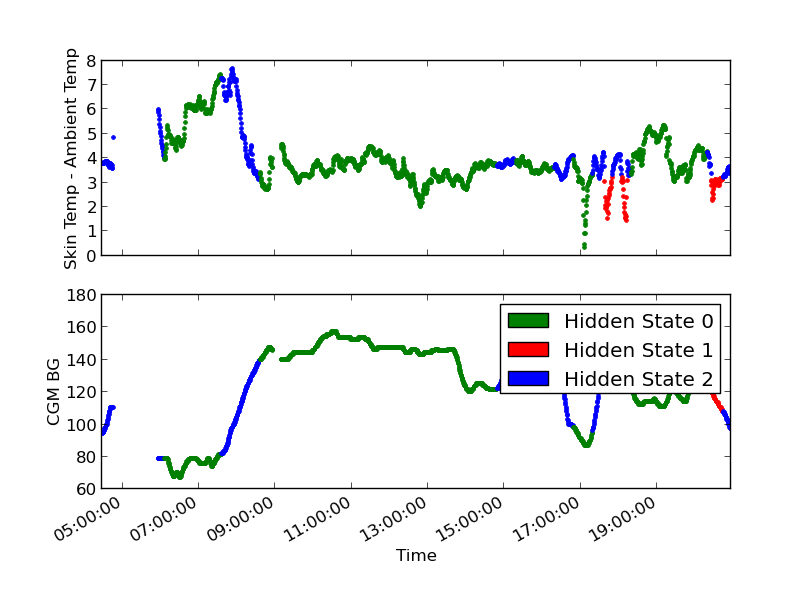 Skin Temp - Ambient Temp
8
7
6
5
4
3
2
1
0
CGM BG
180
160
140
120
100
80
60
Hidden State 0
Hidden State 1
Hidden State 2
05:00:00 07:00:00 09:00:00 11:00:00 13:00:00 15:00:00 17:00:00 19:00:00
Time